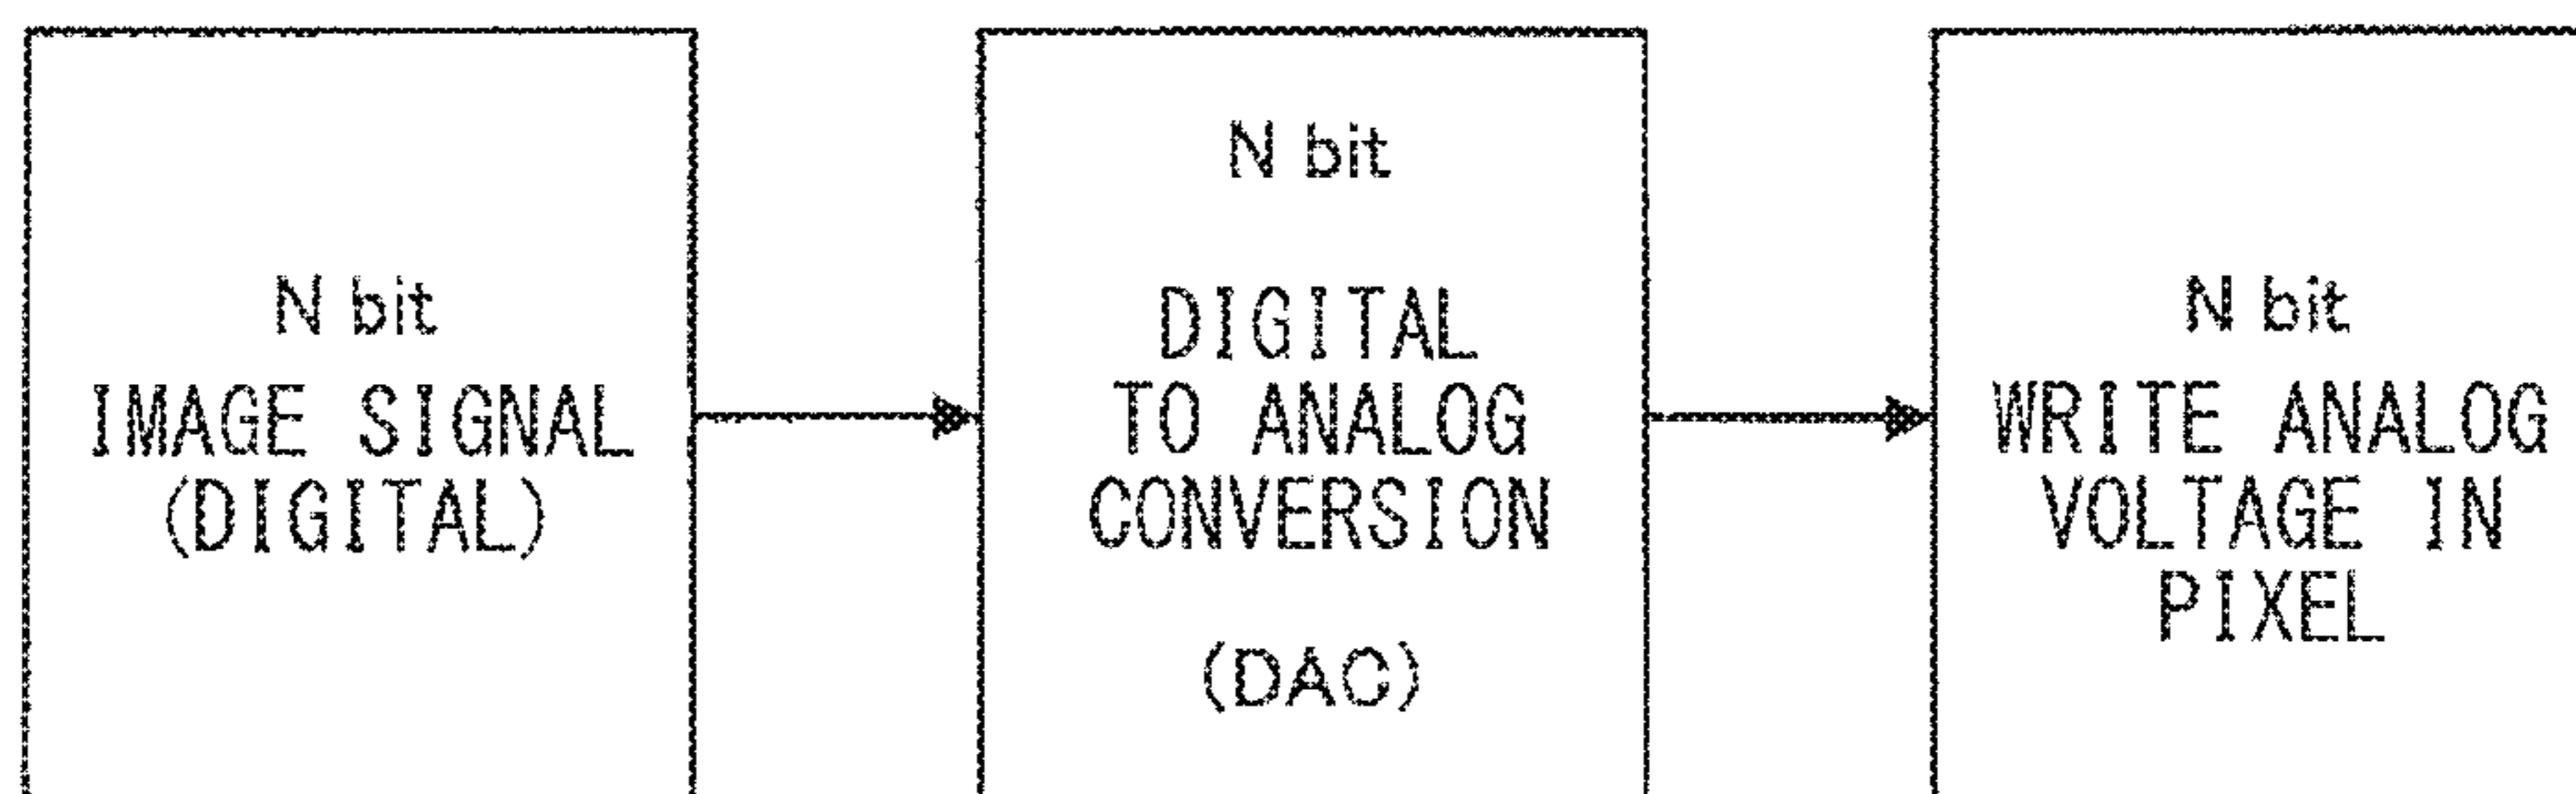 N bit
IMAGE SIGNAL
(DIGITAL)
N bit
DIGITAL
TO ANALOG
CONVERSION
(DAC)
N bit
WRITE ANALOG
VOLTAGE IN
PIXEL